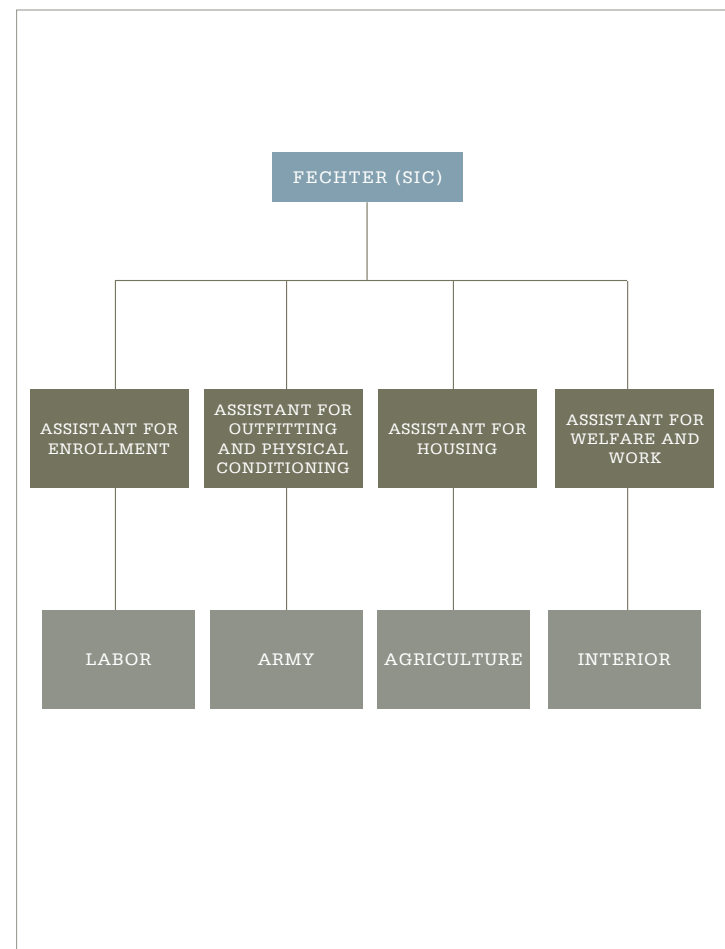 FECHTER (SIC)
ASSISTANT FOR
ENROLLMENT
ASSISTANT FOR
OUTFITTING
AND PHYSICAL
CONDITIONING
ASSISTANT FOR
HOUSING
ASSISTANT FOR
WELFARE AND
WORK
LABOR
ARMY
AGRICULTURE
INTERIOR